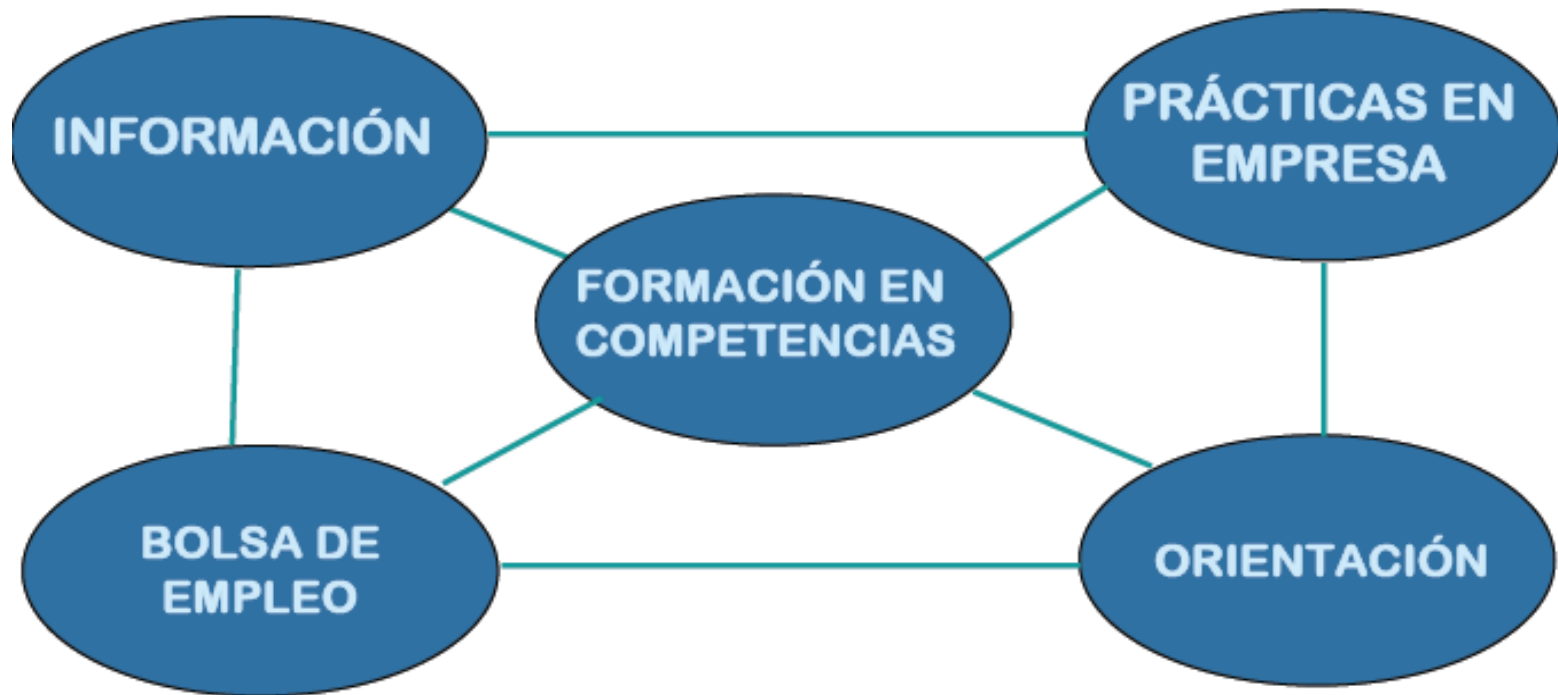 INFORMACIÓN
PRÁCTICAS EN
EMPRESA
FORMACIÓN EN
COMPETENCIAS
BOLSA DE
EMPLEO
ORIENTACIÓN